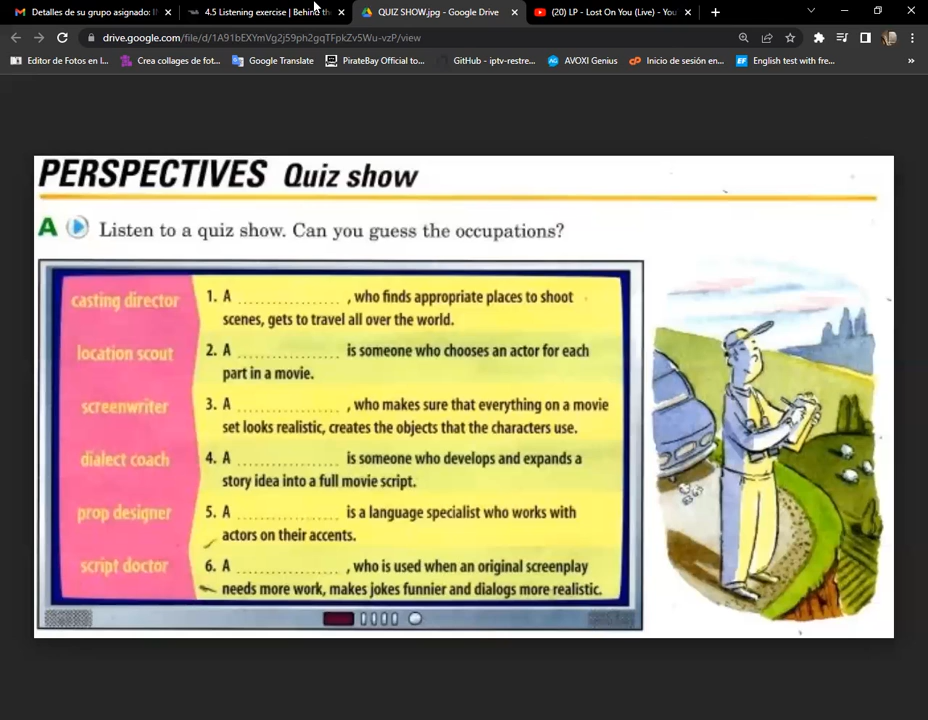 Detalles de su grupo asignado: I
4.5 Listening exercise | Behind th
QUIZ SHOW.jpg - Google Drive
(20) LP - Lost On You (Live) - You
drive.google.com/file/d/1A91bEXYmVg2j59ph2gqTFpkZv5Wu-vzP/view
Editor de Fotos en l...
Crea collages de fot...
Google Translate
PirateBay Official to...
GitHub - iptv-restre...
AVOXI Genius
Inicio de sesión en...
English test with fre...
PERSPECTIVES Quiz show
A Listen to a quiz show. Can you guess the occupations?
casting director
location scout
screenwriter
dialect coach
prop designer
script doctor
1. A ...................., who finds appropriate places to shoot
scenes, gets to travel all over the world.
2. A .................... is someone who chooses an actor for each
part in a movie.
3. A ...................., who makes sure that everything on a movie
set looks realistic, creates the objects that the characters use.
4. A .................... is someone who develops and expands a
story idea into a full movie script.
5. A .................... is a language specialist who works with
actors on their accents.
6. A ...................., who is used when an original screenplay
needs more work, makes jokes funnier and dialogs more realistic.